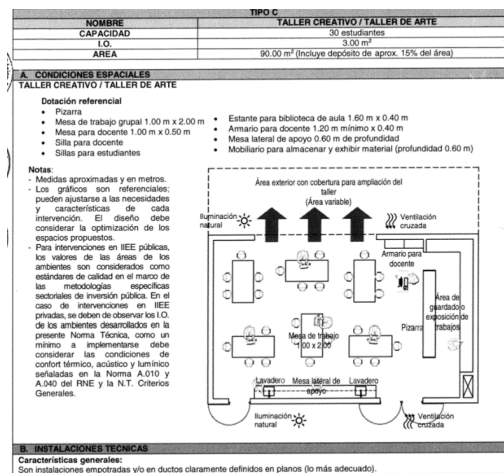 TIPO C
NOMBRE TALLER CREATIVO / TALLER DE ARTE
CAPACIDAD 30 estudiantes
I.O. 3.00 m²
AREA 90.00 m² (Incluye depósito de aprox. 15% del área)
A. CONDICIONES ESPACIALES
TALLER CREATIVO / TALLER DE ARTE
Dotación referencial
• Pizarra
• Mesa de trabajo grupal 1.00 m x 2.00 m
• Mesa para docente 1.00 m x 0.50 m
• Silla para docente
• Sillas para estudiantes
• Estante para biblioteca de aula 1.60 m x 0.40 m
• Armario para docente 1.20 m mínimo x 0.40 m
• Mesa lateral de apoyo 0.60 m de profundidad
• Mobiliario para almacenar y exhibir material (profundidad 0.60 m)
Notas:
- Medidas aproximadas y en metros.
- Los gráficos son referenciales;
pueden ajustarse a las necesidades
y características de cada
intervención. El diseño debe
considerar la optimización de los
espacios propuestos.
- Para intervenciones en IIEE públicas,
los valores de las áreas de los
ambientes son considerados como
estándares de calidad en el marco de
las metodologías específicas
sectoriales de inversión pública. En el
caso de intervenciones en IIEE
privadas, se deben de observar los I.O.
de los ambientes desarrollados en la
presente Norma Técnica, como un
mínimo a implementarse debe
considerar las condiciones de
confort térmico, acústico y lumínico
señaladas en la Norma A.010 y
A.040 del RNE y la N.T. Criterios
Generales.
Área exterior con cobertura para ampliación del
taller
(Área variable)
Iluminación
natural
Ventilación
cruzada
Armario para
docente
Área de
guardado o
exposición de
trabajos
Pizarra
Mesa de trabajo
1.00 x 2.00
Lavadero
Mesa lateral de
apoyo
Lavadero
Iluminación
natural
Ventilación
cruzada
B. INSTALACIONES TECNICAS
Características generales:
Son instalaciones empotradas y/o en ductos claramente definidos en planos (lo más adecuado).